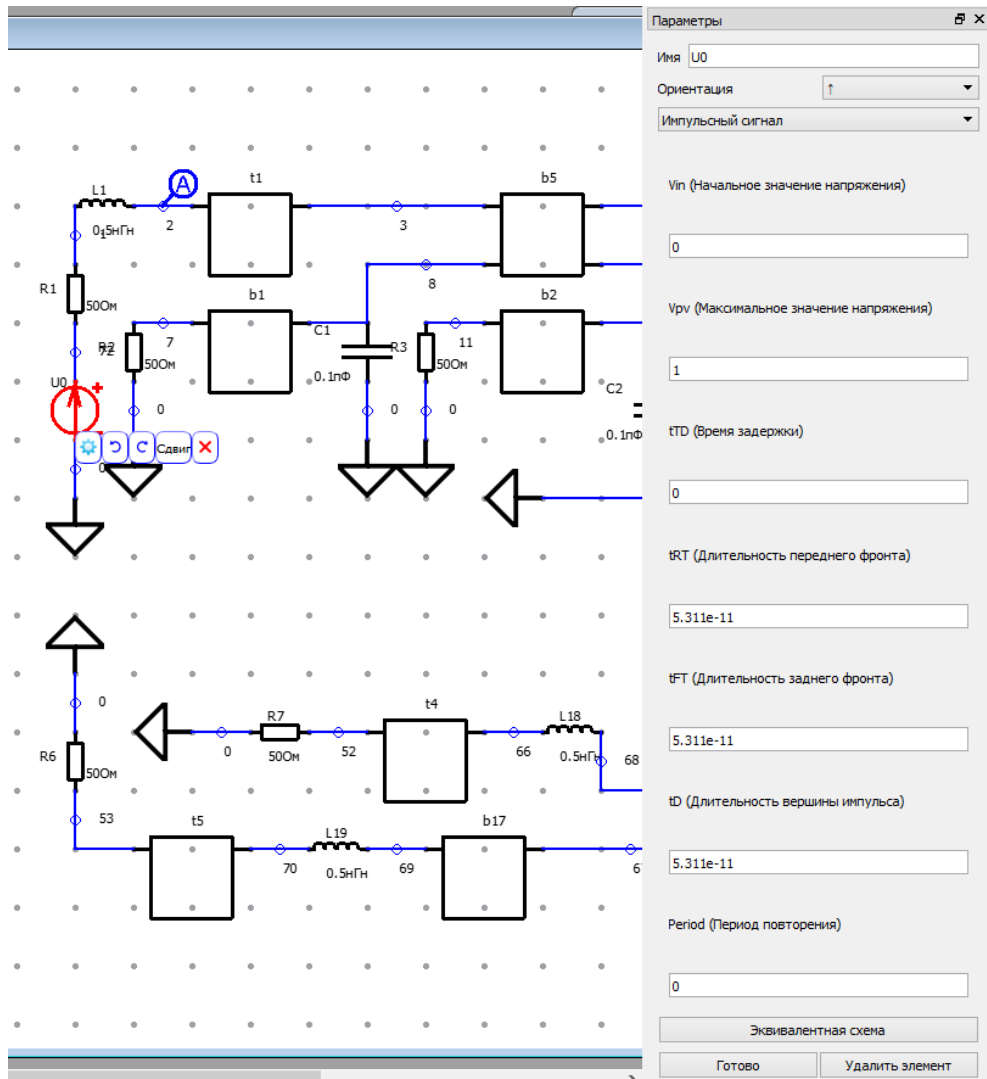 Параметры
Имя U0
Ориентация ↑
Импульсный сигнал
Vin (Начальное значение напряжения)
0
Vpv (Максимальное значение напряжения)
1
tTD (Время задержки)
0
tRT (Длительность переднего фронта)
5.311e-11
tFT (Длительность заднего фронта)
5.311e-11
tD (Длительность вершины импульса)
5.311e-11
Period (Период повторения)
0
Эквивалентная схема
Готово Удалить элемент
A
t1
b5
L1
0.5нГн
1
2
3
8
R1
50Ом
b1
b2
72
R2
7
50Ом
C1
R3
11
50Ом
0.1пФ
U0
C2
0
0
0
0.1пФ
Сдвиг
0
0
R7
t4
L18
R6
0
50Ом
52
66
0.5нГн
68
50Ом
53
t5
L19
b17
70
0.5нГн
69